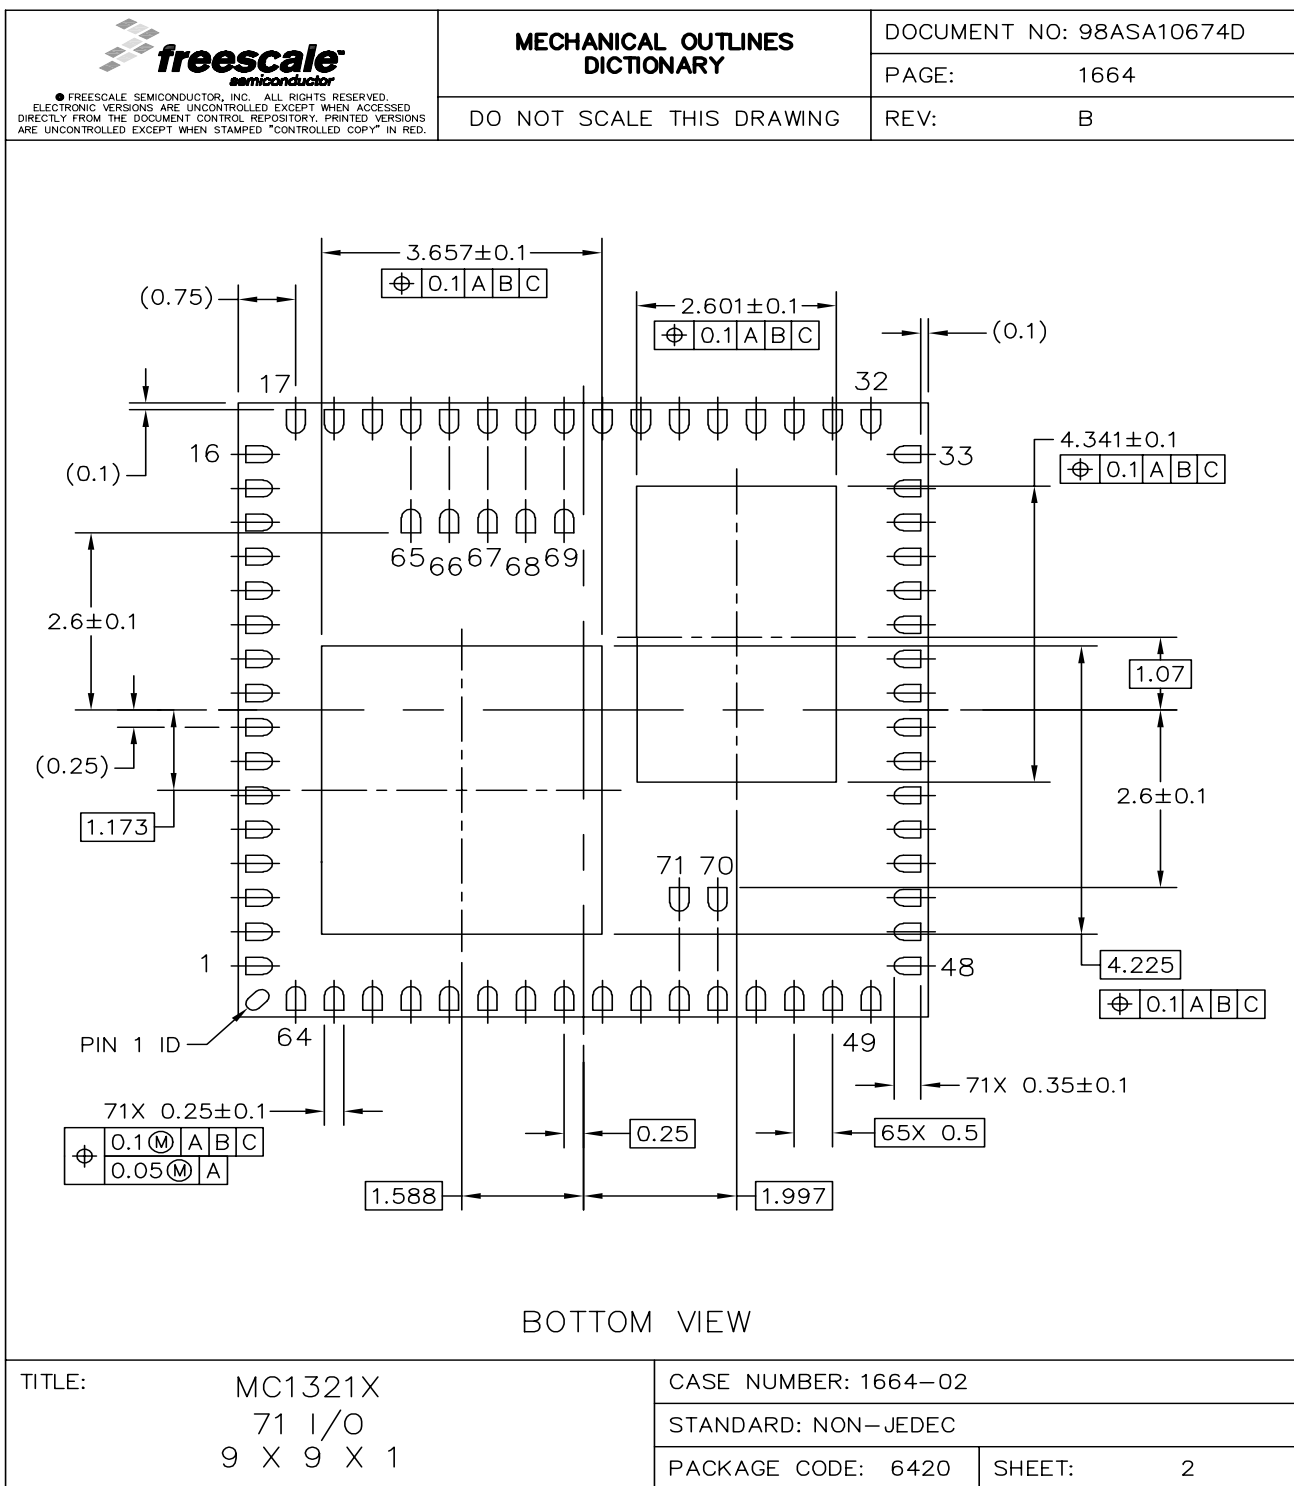 freescale™
semiconductor
© FREESCALE SEMICONDUCTOR, INC. ALL RIGHTS RESERVED.
ELECTRONIC VERSIONS ARE UNCONTROLLED EXCEPT WHEN ACCESSED
DIRECTLY FROM THE DOCUMENT CONTROL REPOSITORY. PRINTED VERSIONS
ARE UNCONTROLLED EXCEPT WHEN STAMPED "CONTROLLED COPY" IN RED.
MECHANICAL OUTLINES
DICTIONARY
DO NOT SCALE THIS DRAWING
DOCUMENT NO: 98ASA10674D
PAGE: 1664
REV: B
3.657±0.1
⌖ 0.1 A B C
(0.75)
2.601±0.1
⌖ 0.1 A B C
(0.1)
17
32
16
33
(0.1)
4.341±0.1
⌖ 0.1 A B C
65 66 67 68 69
2.6±0.1
1.07
(0.25)
2.6±0.1
1.173
71 70
1
48
4.225
⌖ 0.1 A B C
PIN 1 ID
64
49
71X 0.35±0.1
71X 0.25±0.1
⌖ 0.1Ⓜ A B C
0.05Ⓜ A
0.25
65X 0.5
1.588
1.997
BOTTOM VIEW
TITLE:
MC1321X
71 I/O
9 X 9 X 1
CASE NUMBER: 1664-02
STANDARD: NON-JEDEC
PACKAGE CODE: 6420
SHEET: 2